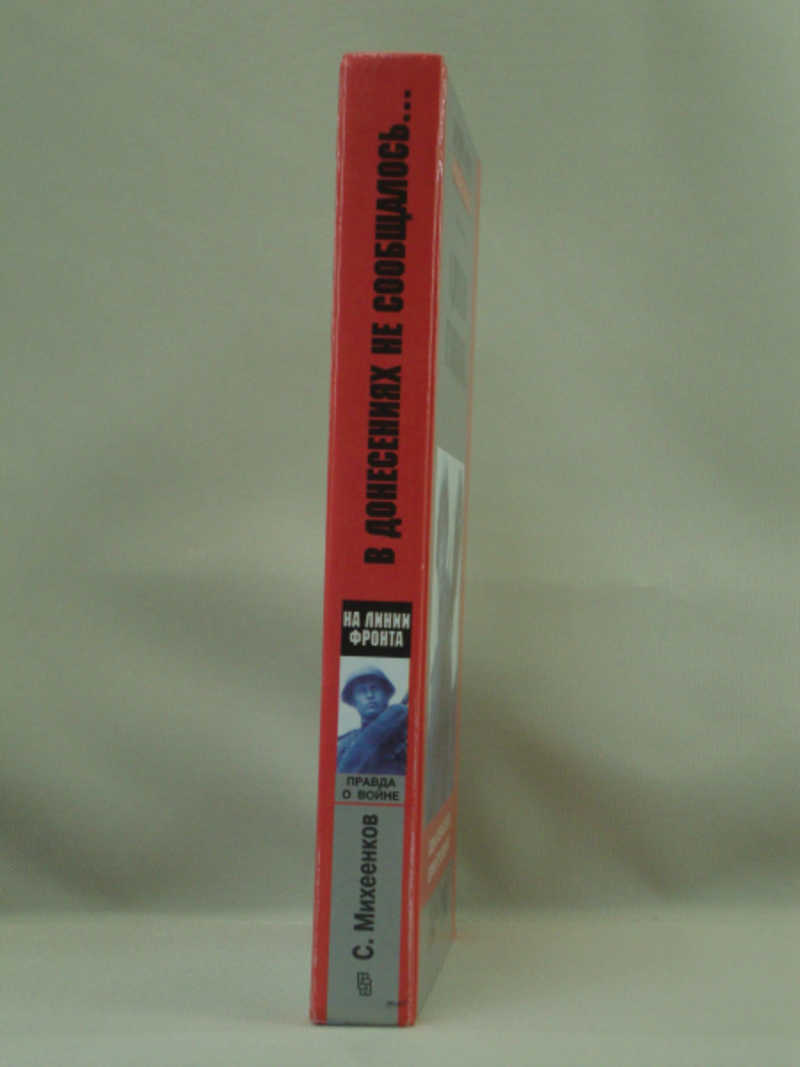 В ДОНЕСЕНИЯХ НЕ СООБЩАЛОСЬ...
НА ЛИНИИ
ФРОНТА
ПРАВДА
О ВОЙНЕ
С. Михеенков